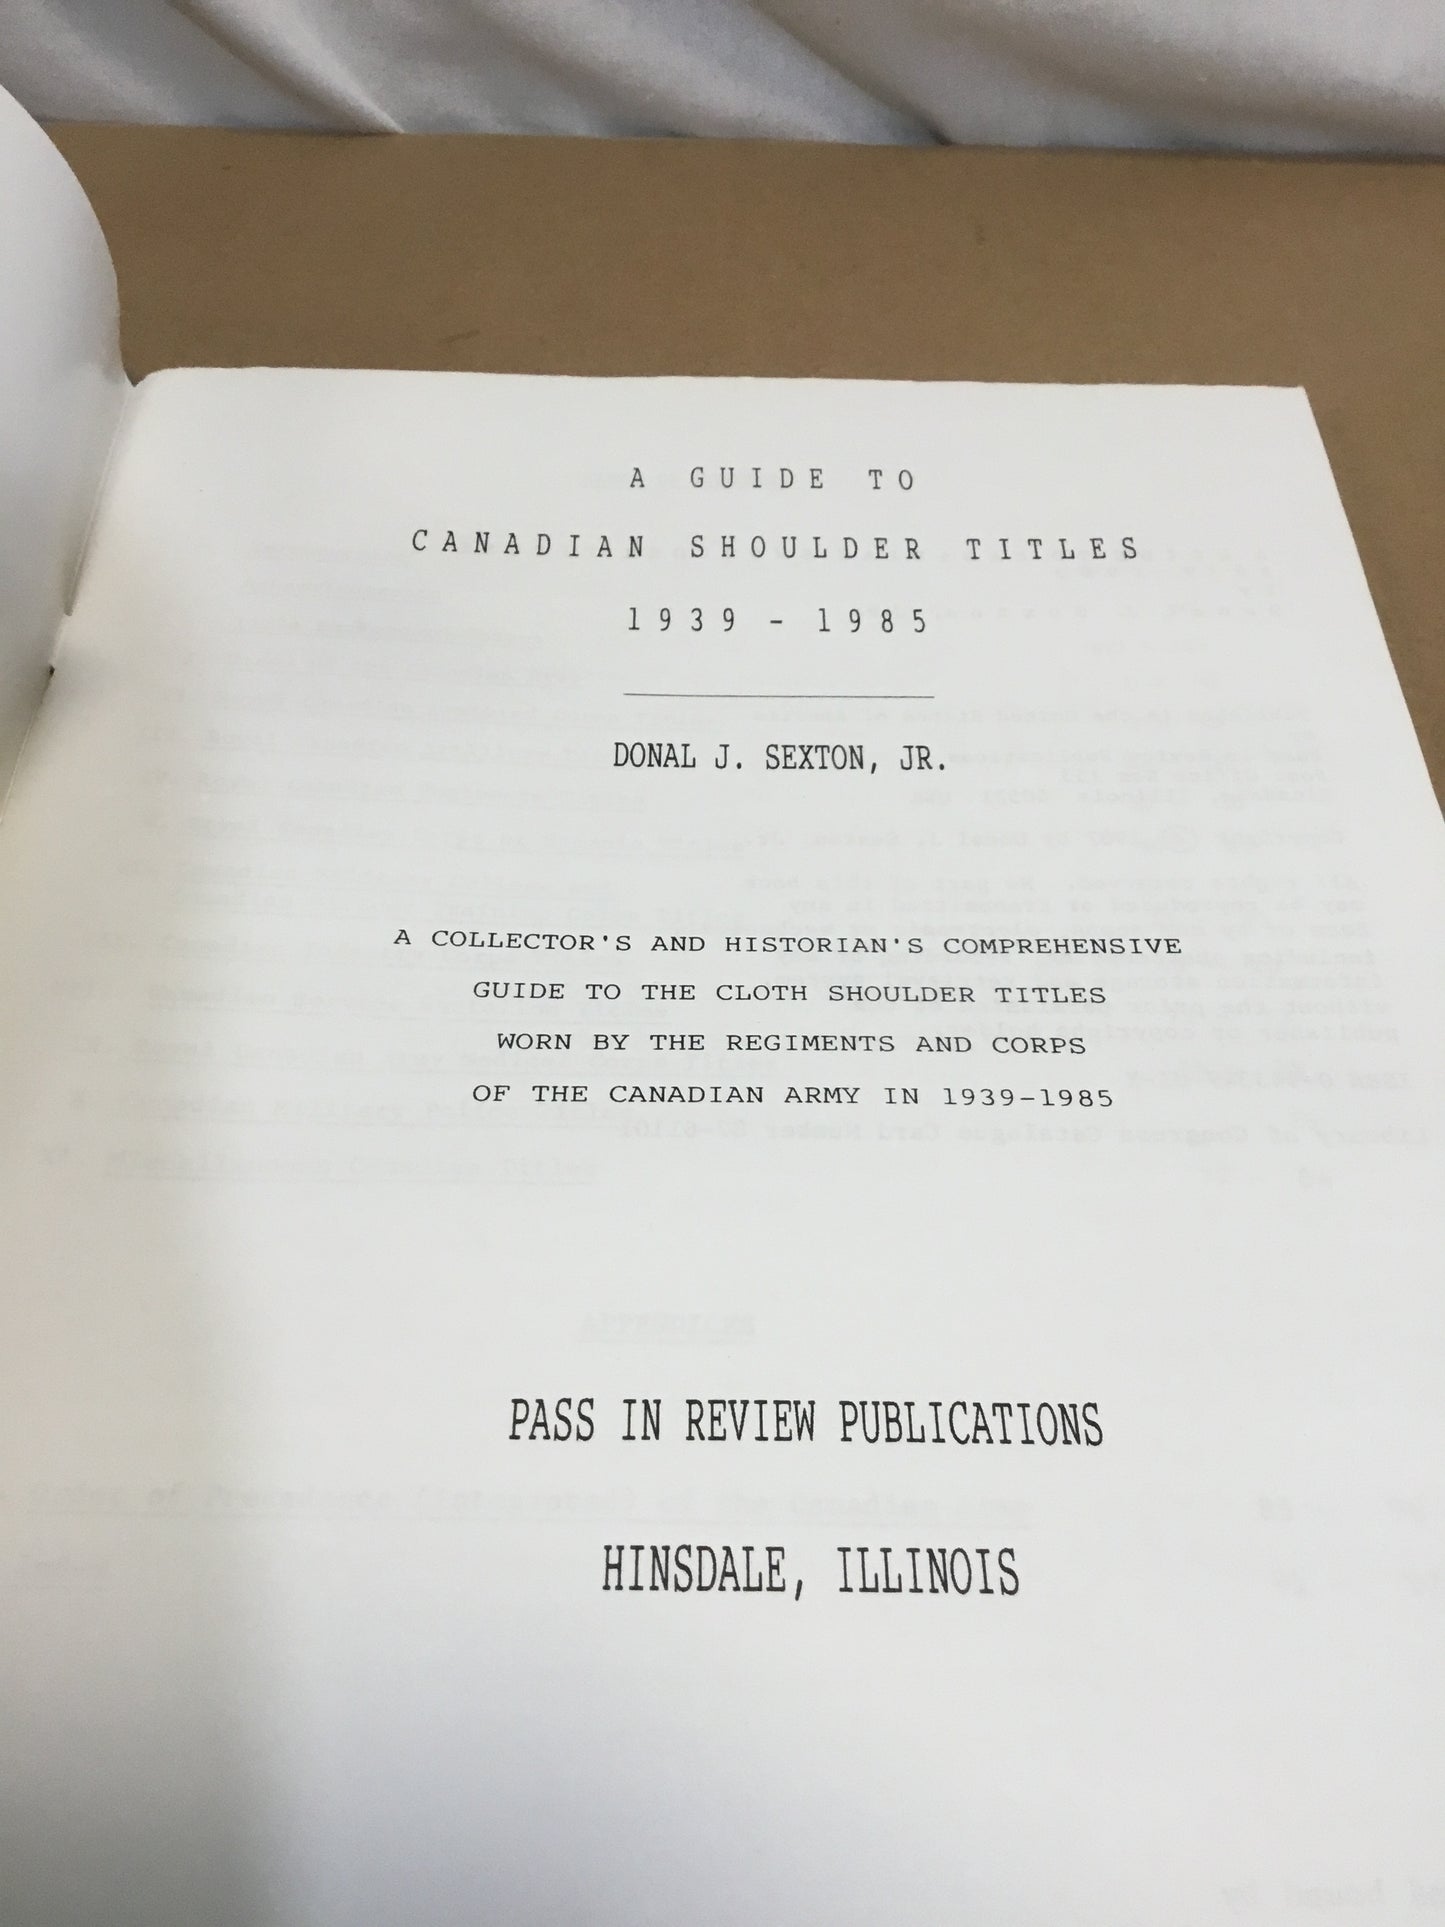 A GUIDE TO
CANADIAN SHOULDER TITLES
1939 - 1985
DONAL J. SEXTON, JR.
A COLLECTOR'S AND HISTORIAN'S COMPREHENSIVE
GUIDE TO THE CLOTH SHOULDER TITLES
WORN BY THE REGIMENTS AND CORPS
OF THE CANADIAN ARMY IN 1939-1985
PASS IN REVIEW PUBLICATIONS
HINSDALE, ILLINOIS